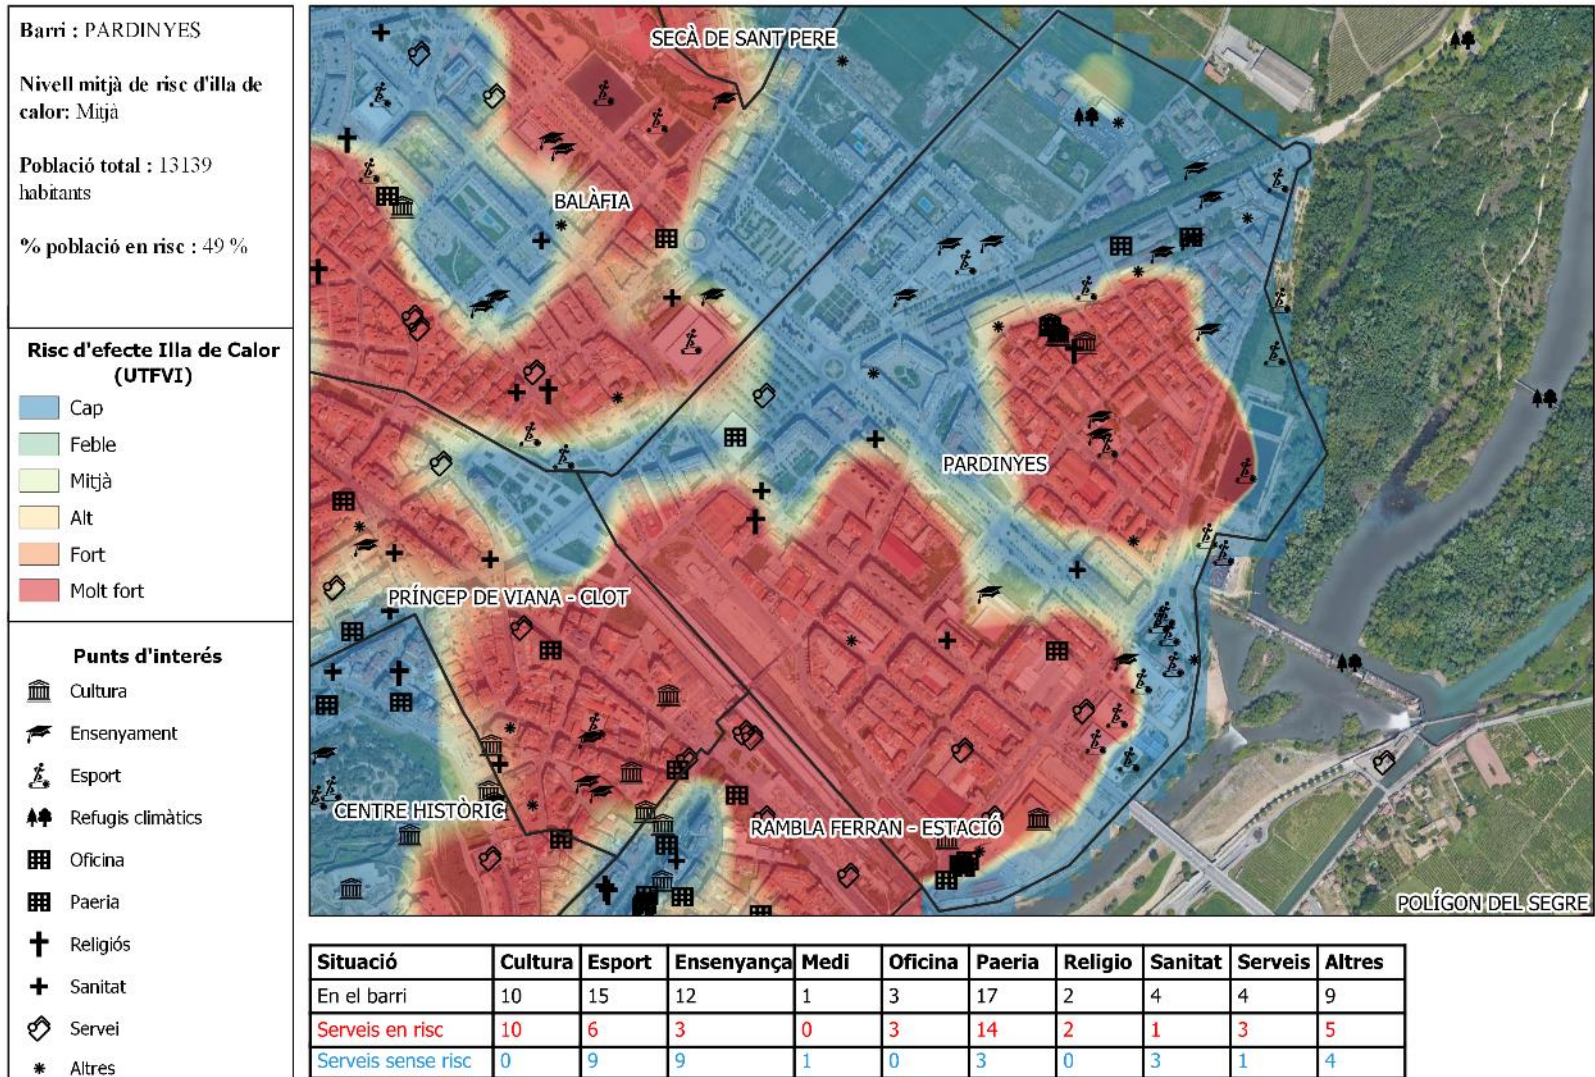 Barri : PARDINYES
Nivell mitjà de risc d'illa de
calor: Mitjà
Població total : 13139
habitants
% població en risc : 49 %
Risc d'efecte Illa de Calor
(UTFVI)
Cap
Feble
Mitjà
Alt
Fort
Molt fort
Punts d'interés
Cultura
Ensenyament
Esport
Refugis climàtics
Oficina
Paeria
Religiós
Sanitat
Servei
Altres
SECÀ DE SANT PERE
BALÀFIA
PARDINYES
PRÍNCEP DE VIANA - CLOT
CENTRE HISTÒRIC
RAMBLA FERRAN - ESTACIÓ
POLÍGON DEL SEGRE
Situació Cultura Esport Ensenyança Medi Oficina Paeria Religio Sanitat Serveis Altres
En el barri 10 15 12 1 3 17 2 4 4 9
Serveis en risc 10 6 3 0 3 14 2 1 3 5
Serveis sense risc 0 9 9 1 0 3 0 3 1 4